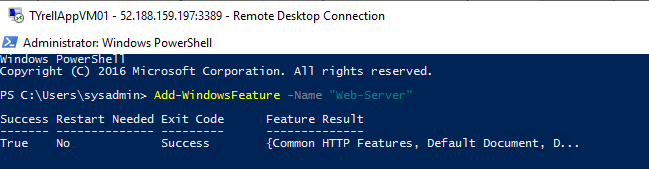 TYrellAppVM01 - 52.188.159.197:3389 - Remote Desktop Connection
Administrator: Windows PowerShell
Windows PowerShell
Copyright (C) 2016 Microsoft Corporation. All rights reserved.
PS C:\Users\sysadmin> Add-WindowsFeature -Name "Web-Server"
Success Restart Needed Exit Code Feature Result
------- -------------- --------- --------------
True No Success {Common HTTP Features, Default Document, D...